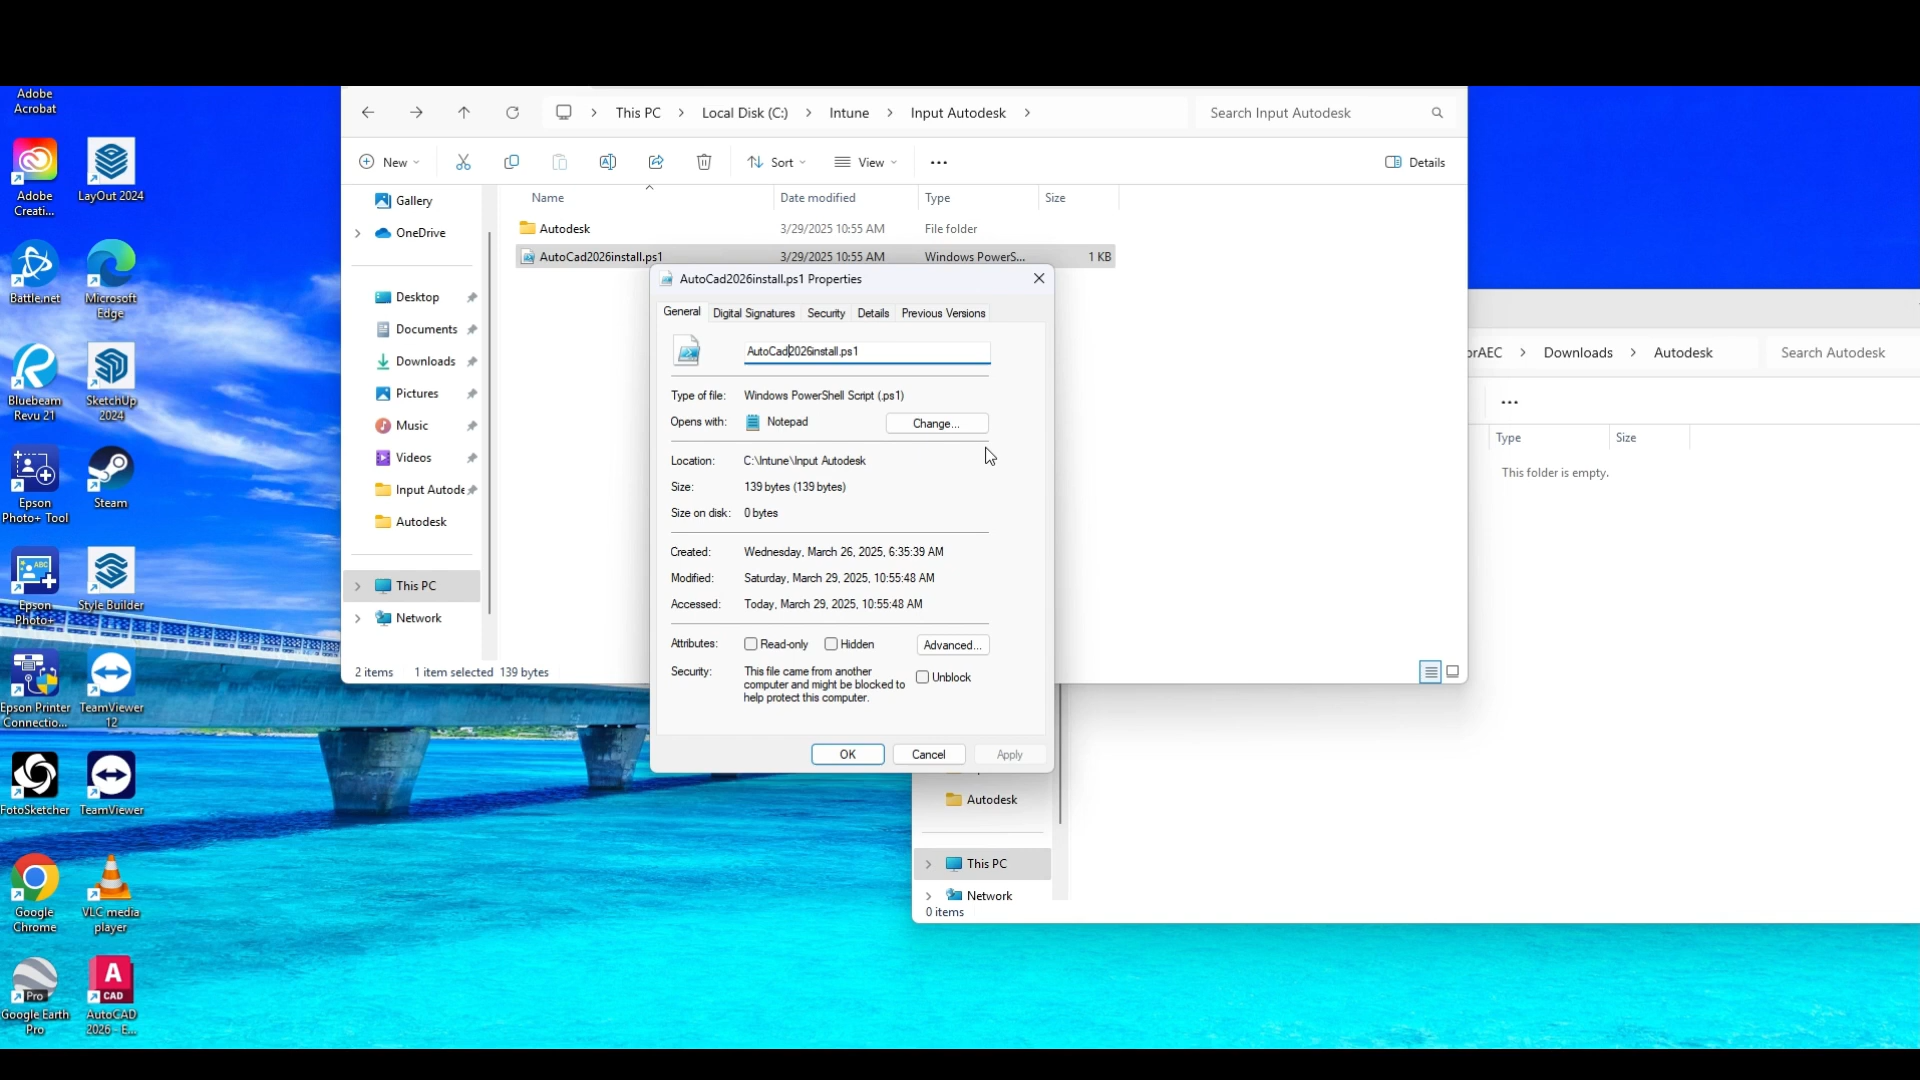 Adobe
Acrobat
Adobe
Creati...
LayOut 2024
Battle.net
Microsoft
Edge
Bluebeam
Revu 21
SketchUp
2024
Epson
Photo+ Tool
Steam
Epson
Photo+
Style Builder
Epson Printer
Connectio...
TeamViewer
12
FotoSketcher
TeamViewer
Google
Chrome
VLC media
player
Pro
Google Earth
Pro
A
CAD
AutoCAD
2026 - E...
This PC
Local Disk (C:)
Intune
Input Autodesk
Search Input Autodesk
New
Sort
View
Details
Name
Date modified
Type
Size
Autodesk
3/29/2025 10:55 AM
File folder
AutoCad2026install.ps1
3/29/2025 10:55 AM
Windows PowerS...
1 KB
Gallery
OneDrive
Desktop
Documents
Downloads
Pictures
Music
Videos
Input Autode
Autodesk
This PC
Network
2 items
1 item selected 139 bytes
AutoCad2026install.ps1 Properties
General
Digital Signatures
Security
Details
Previous Versions
AutoCad2026install.ps1
Type of file: Windows PowerShell Script (.ps1)
Opens with: Notepad
Change...
Location: C:\Intune\Input Autodesk
Size: 139 bytes (139 bytes)
Size on disk: 0 bytes
Created: Wednesday, March 26, 2025, 6:35:39 AM
Modified: Saturday, March 29, 2025, 10:55:48 AM
Accessed: Today, March 29, 2025, 10:55:48 AM
Attributes: Read-only Hidden Advanced...
Security: This file came from another
computer and might be blocked to
help protect this computer.
Unblock
OK
Cancel
Apply
orAEC
Downloads
Autodesk
Search Autodesk
Type
Size
This folder is empty.
Autodesk
This PC
Network
0 items